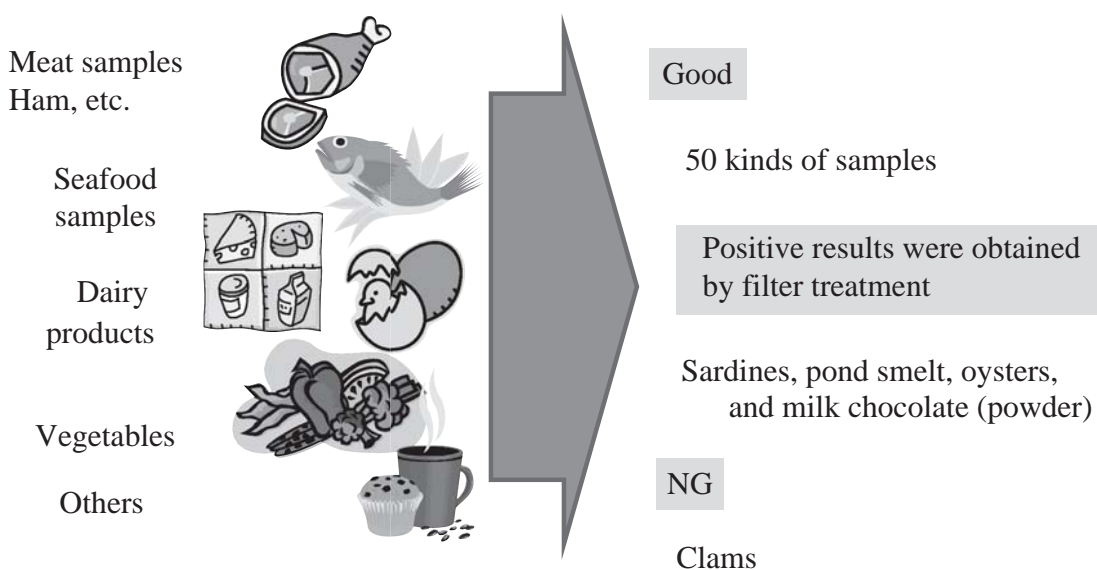 Meat samples
Ham, etc.
Seafood
samples
Dairy
products
Vegetables
Others
Good
50 kinds of samples
Positive results were obtained
by filter treatment
Sardines, pond smelt, oysters,
and milk chocolate (powder)
NG
Clams